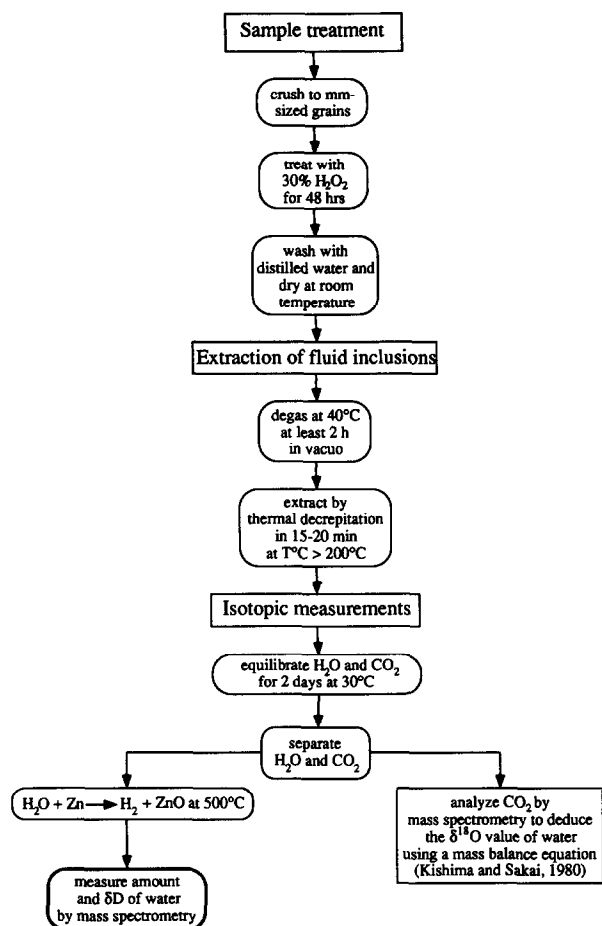 Sample treatment
crush to mm-
sized grains
treat with
30% H₂O₂
for 48 hrs
wash with
distilled water and
dry at room
temperature
Extraction of fluid inclusions
degas at 40°C
at least 2 h
in vacuo
extract by
thermal decrepitation
in 15-20 min
at T°C > 200°C
Isotopic measurements
equilibrate H₂O and CO₂
for 2 days at 30°C
separate
H₂O and CO₂
H₂O + Zn → H₂ + ZnO at 500°C
measure amount
and δD of water
by mass spectrometry
analyze CO₂ by
mass spectrometry to deduce
the δ¹⁸O value of water
using a mass balance equation
(Kishima and Sakai, 1980)